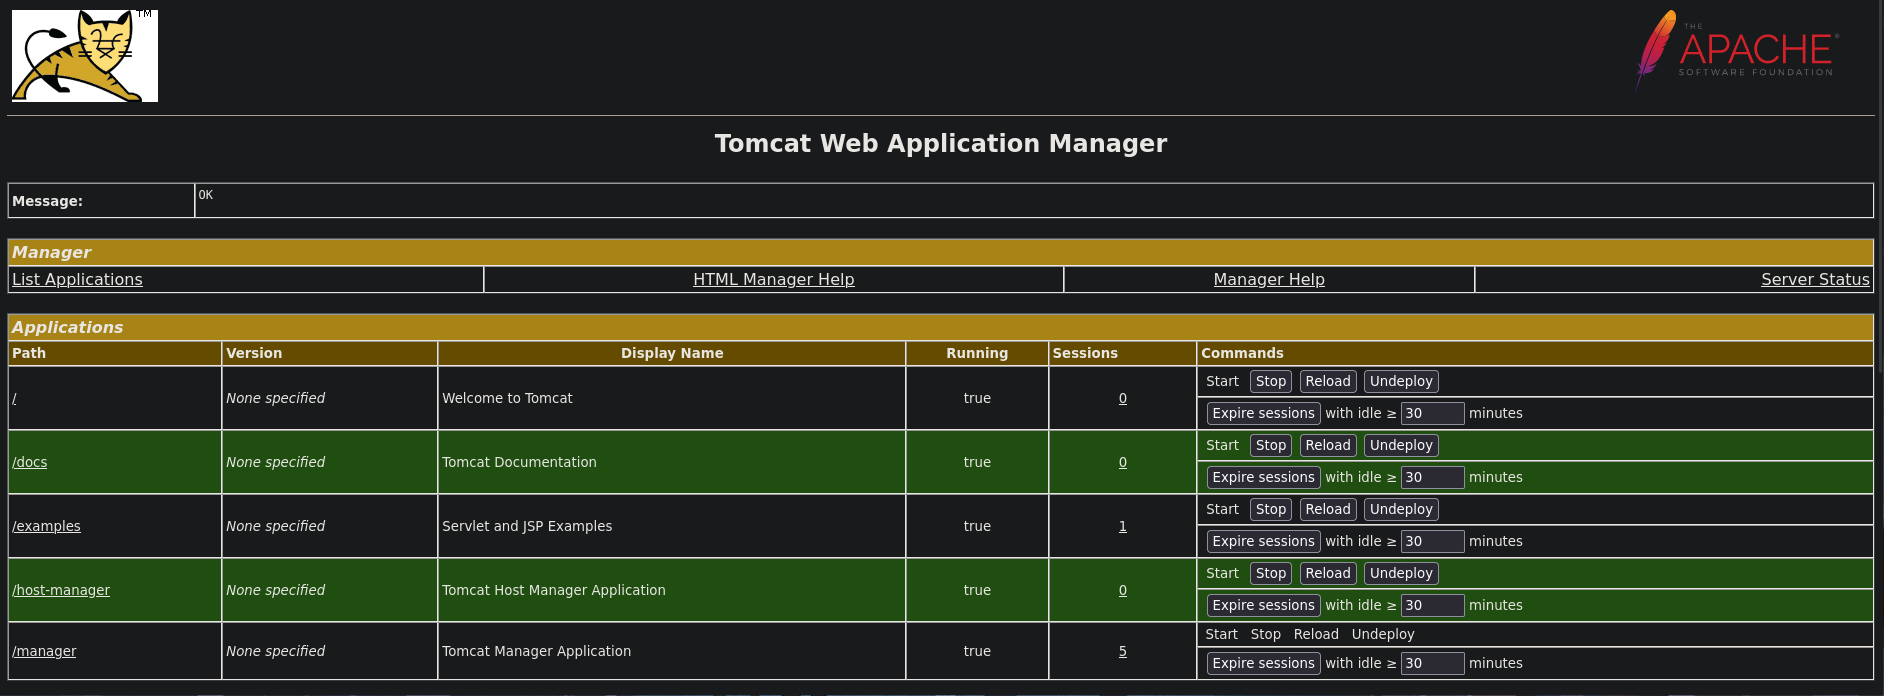 TM
THE
APACHE®
SOFTWARE FOUNDATION
Tomcat Web Application Manager
Message: OK
Manager
List Applications HTML Manager Help Manager Help Server Status
Applications
Path Version Display Name Running Sessions Commands
/ None specified Welcome to Tomcat true 0 Start Stop Reload Undeploy
Expire sessions with idle ≥ 30 minutes
/docs None specified Tomcat Documentation true 0 Start Stop Reload Undeploy
Expire sessions with idle ≥ 30 minutes
/examples None specified Servlet and JSP Examples true 1 Start Stop Reload Undeploy
Expire sessions with idle ≥ 30 minutes
/host-manager None specified Tomcat Host Manager Application true 0 Start Stop Reload Undeploy
Expire sessions with idle ≥ 30 minutes
/manager None specified Tomcat Manager Application true 5 Start Stop Reload Undeploy
Expire sessions with idle ≥ 30 minutes